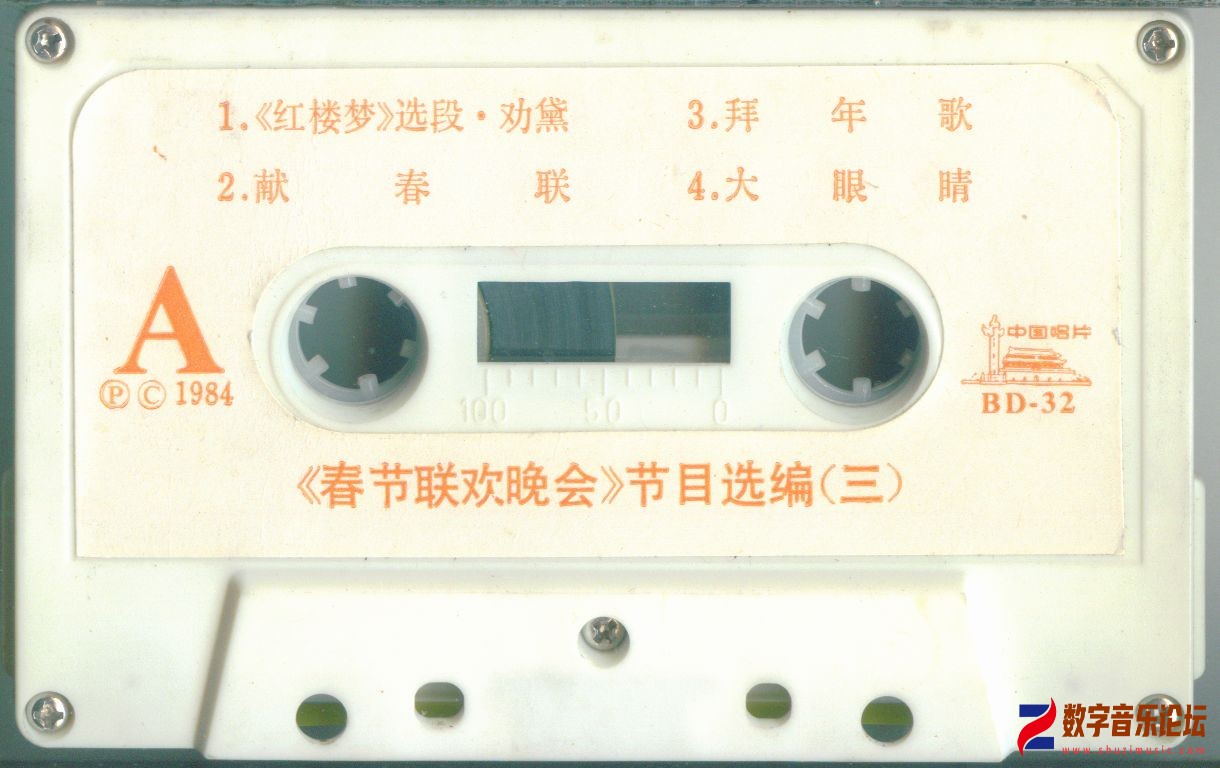 1.《红楼梦》选段·劝黛 3.拜年歌
2.献春联 4.大眼睛
A
Ⓟ Ⓒ 1984
中国唱片
BD-32
100 50 0
《春节联欢晚会》节目选编(三)
数字音乐论坛
www.shuzimusic.com